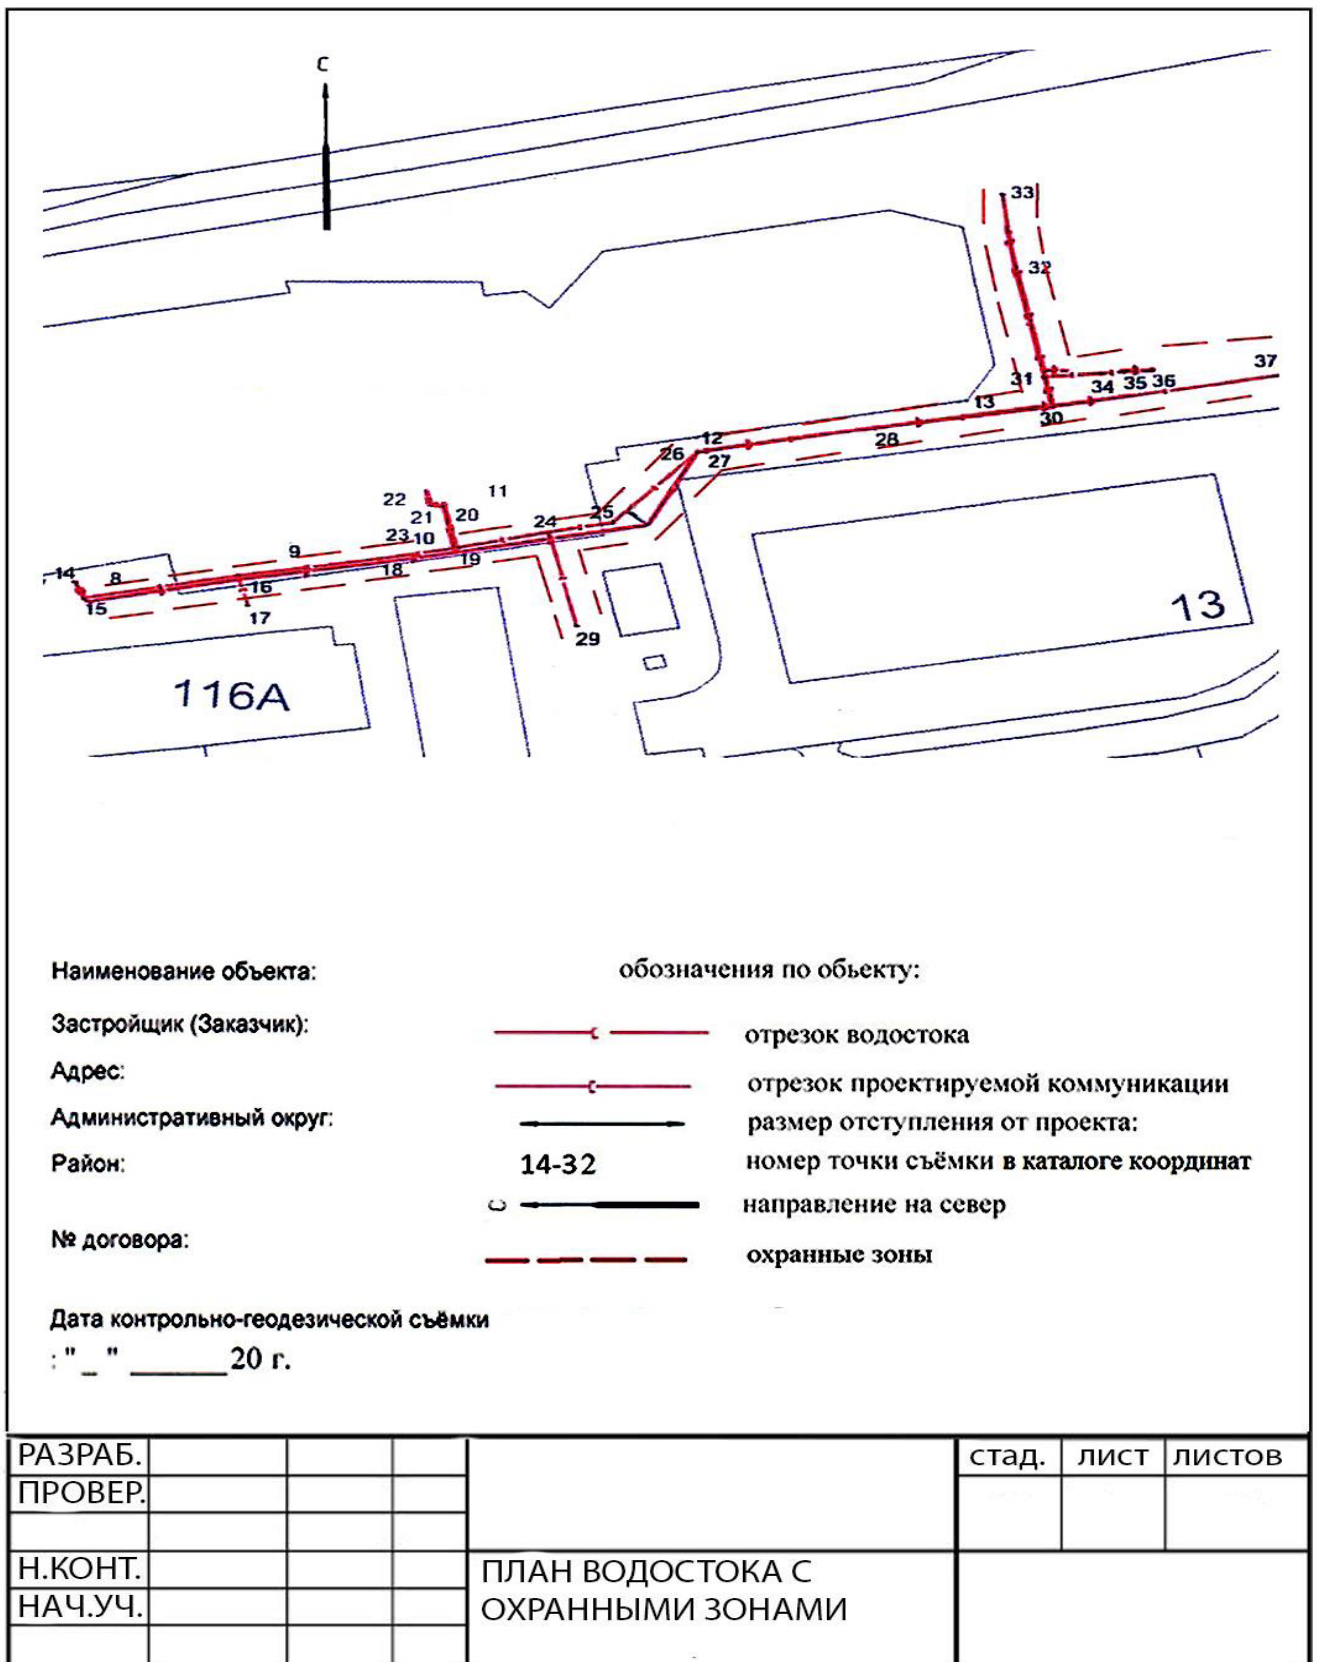 С
33
32
37
31
34 35 36
13
30
12
28
26
27
22
11
21 20
25
24
23 10
9
19
14
8
18
16
15
17
29
13
116А
Наименование объекта:
обозначения по обьекту:
Застройщик (Заказчик):
отрезок водостока
Адрес:
отрезок проектируемой коммуникации
Административный округ:
размер отступления от проекта:
Район:
14-32
номер точки съёмки в каталоге координат
С
направление на север
№ договора:
охранные зоны
Дата контрольно-геодезической съёмки
: " _ " ______ 20 г.
РАЗРАБ.
стад. лист листов
ПРОВЕР.
Н.КОНТ.
ПЛАН ВОДОСТОКА С
НАЧ.УЧ.
ОХРАННЫМИ ЗОНАМИ